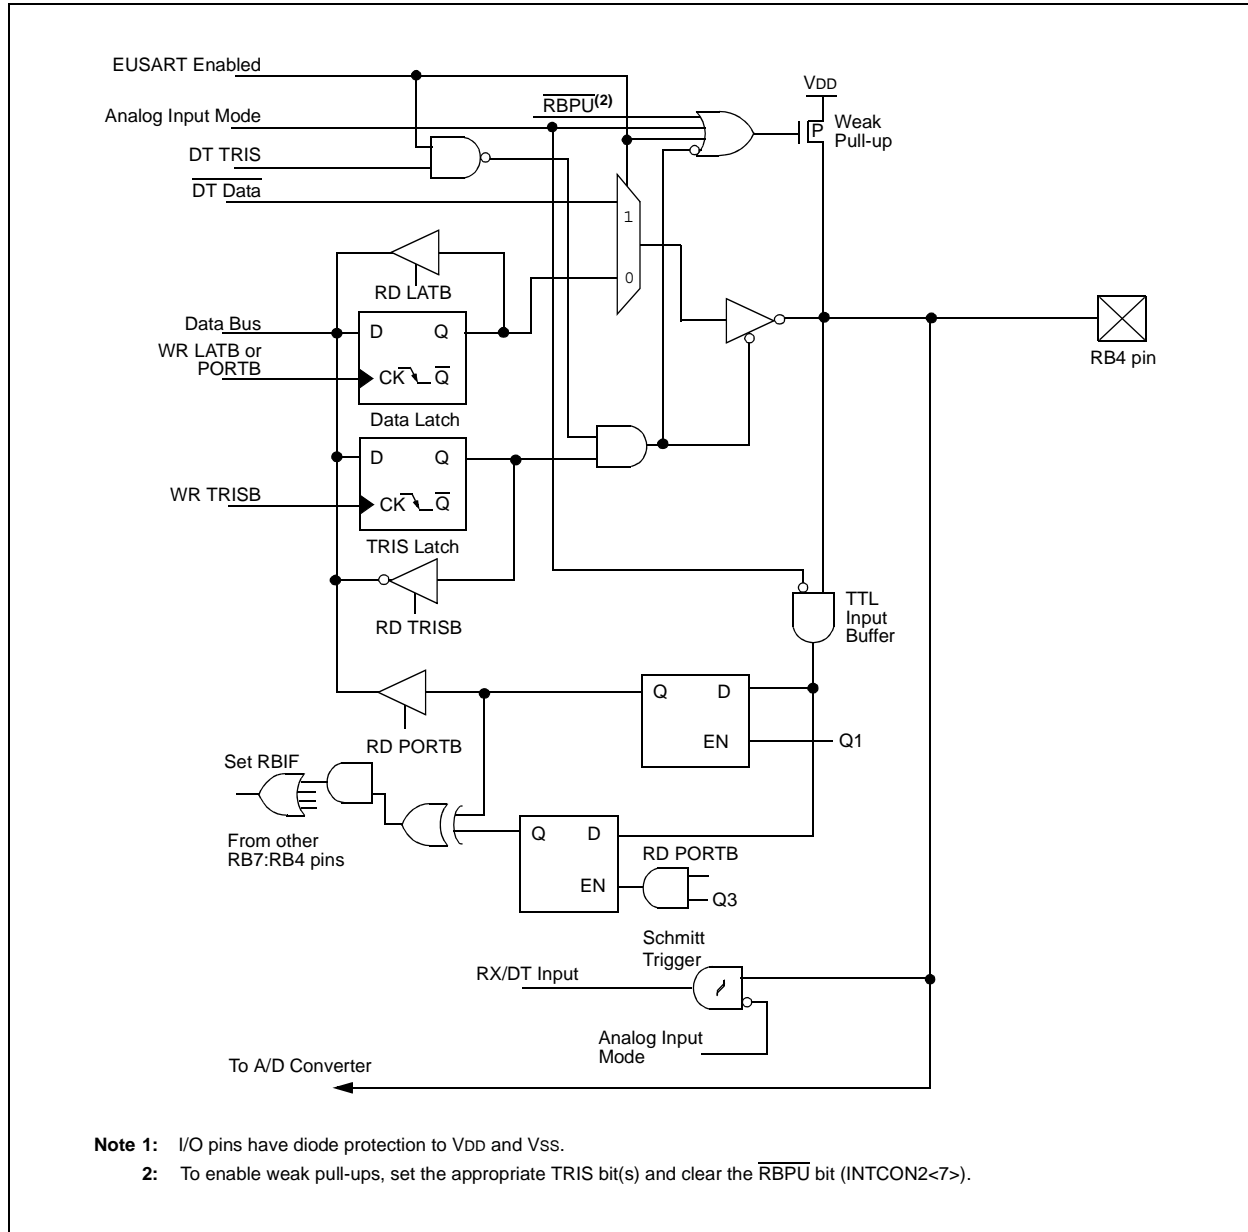 EUSART Enabled
VDD
RBPU(2)
Analog Input Mode
P
Weak
Pull-up
DT TRIS
DT Data
1
0
RD LATB
Data Bus
D
Q
WR LATB or
PORTB
CK
Q
RB4 pin
Data Latch
D
Q
WR TRISB
CK
Q
TRIS Latch
TTL
Input
Buffer
RD TRISB
Q
D
EN
Q1
RD PORTB
Set RBIF
From other
RB7:RB4 pins
Q
D
RD PORTB
EN
Q3
Schmitt
Trigger
RX/DT Input
Analog Input
Mode
To A/D Converter
Note 1: I/O pins have diode protection to VDD and VSS.
2: To enable weak pull-ups, set the appropriate TRIS bit(s) and clear the RBPU bit (INTCON2<7>).